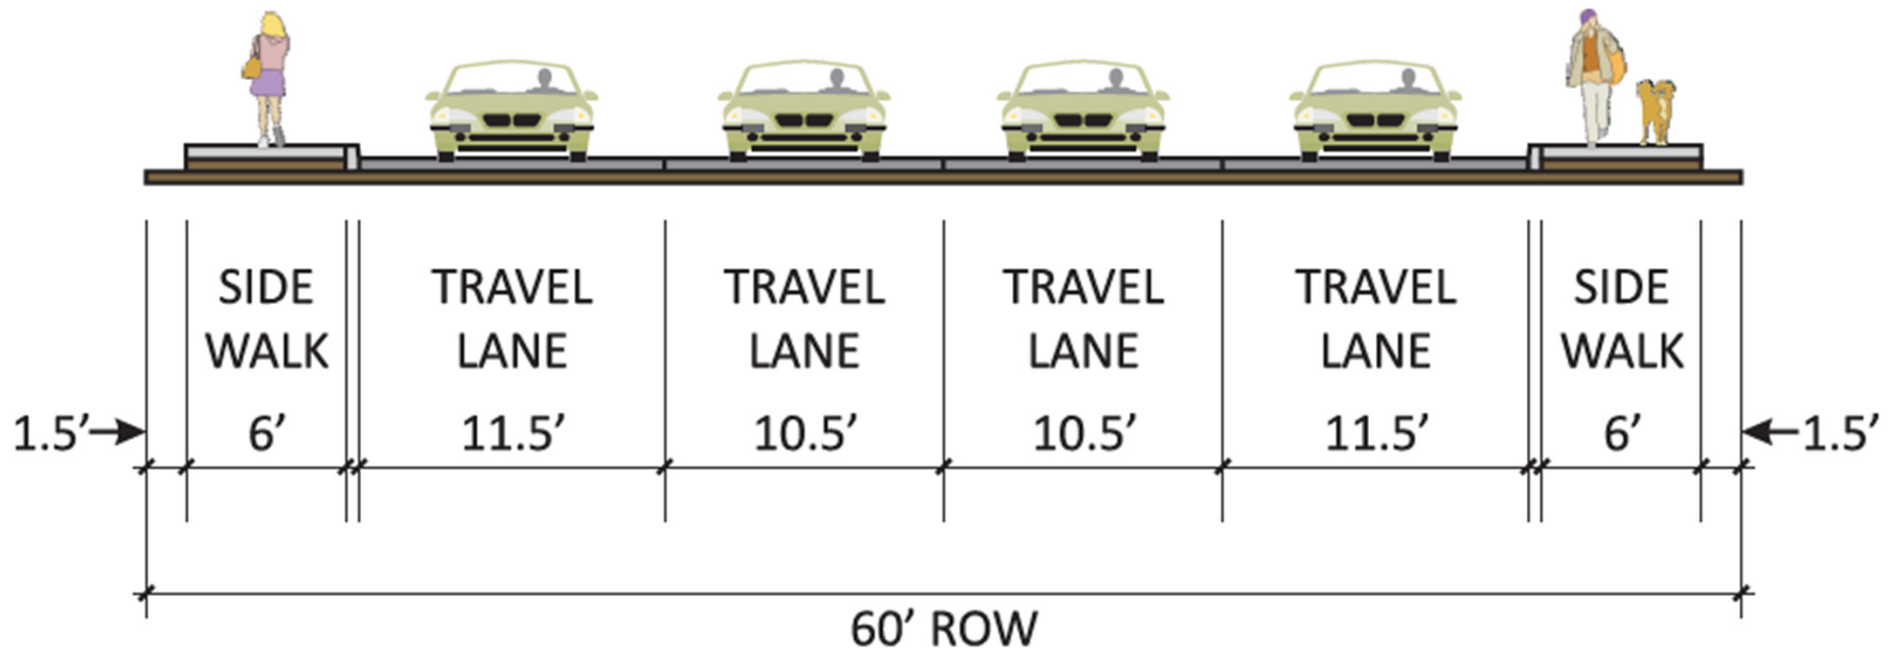 SIDE WALK
TRAVEL LANE
TRAVEL LANE
TRAVEL LANE
TRAVEL LANE
SIDE WALK
1.5’ 6’ 11.5’ 10.5’ 10.5’ 11.5’ 6’ 1.5’
60’ ROW